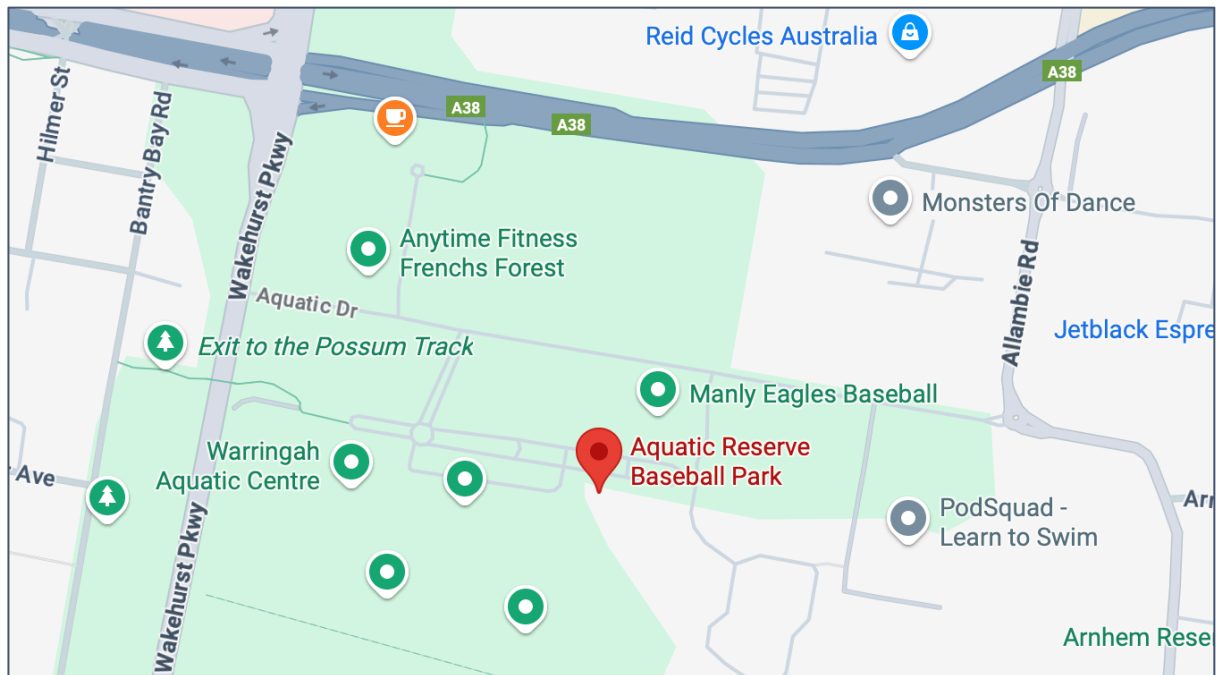 Reid Cycles Australia
A38
A38
A38
Hilmer St
Bantry Bay Rd
Wakehurst Pkwy
Monsters Of Dance
Anytime Fitness
Frenchs Forest
Allambie Rd
Aquatic Dr
Jetblack Espre
Exit to the Possum Track
Manly Eagles Baseball
Aquatic Reserve
Baseball Park
Warringah
Aquatic Centre
Ave
PodSquad -
Learn to Swim
Arn
Wakehurst Pkwy
Arnhem Reser